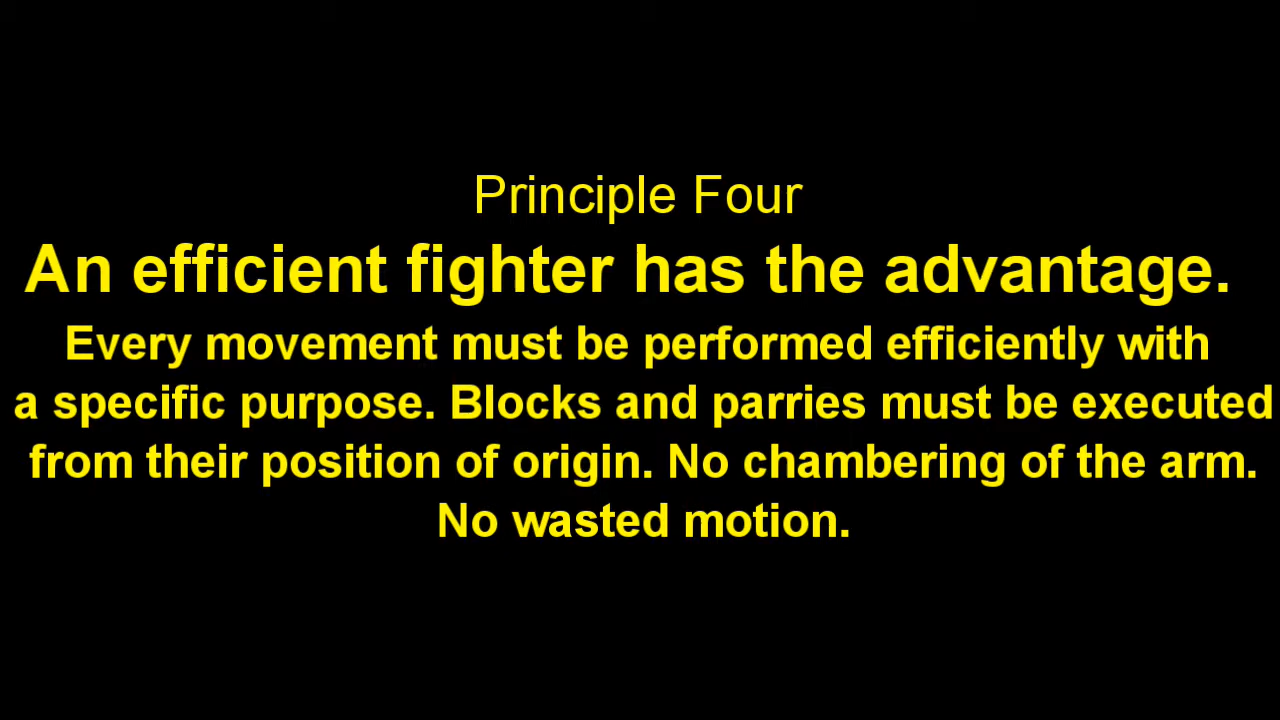 Principle Four
An efficient fighter has the advantage.
Every movement must be performed efficiently with
a specific purpose. Blocks and parries must be executed
from their position of origin. No chambering of the arm.
No wasted motion.